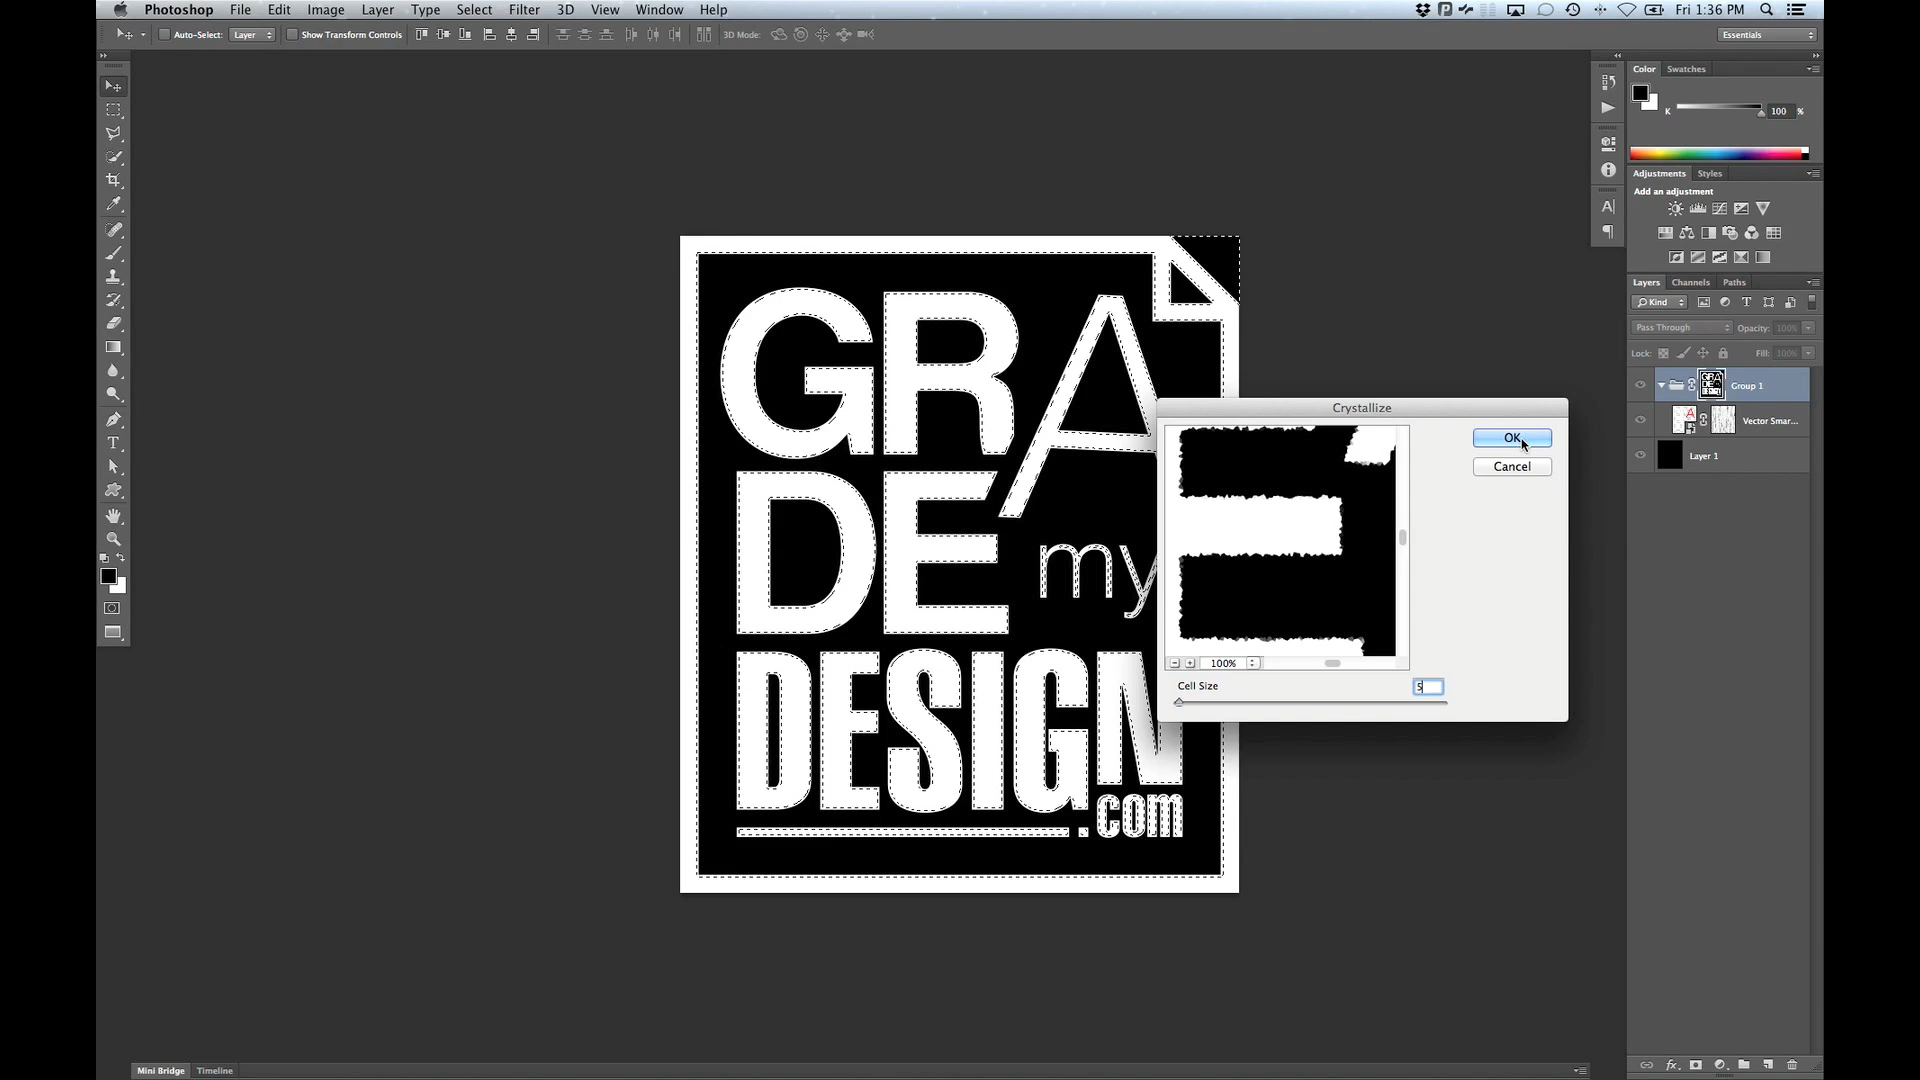 Photoshop File Edit Image Layer Type Select Filter 3D View Window Help Fri 1:36 PM
Auto-Select: Layer Show Transform Controls 3D Mode: Essentials
Color Swatches
K 100 %
Adjustments Styles
Add an adjustment
Layers Channels Paths
Kind
Pass Through Opacity: 100%
Lock: Fill: 100%
Group 1
Vector Smar...
Layer 1
GRA
DE my
DESIGN
.com
Crystallize
OK
Cancel
100%
Cell Size 5
Mini Bridge Timeline